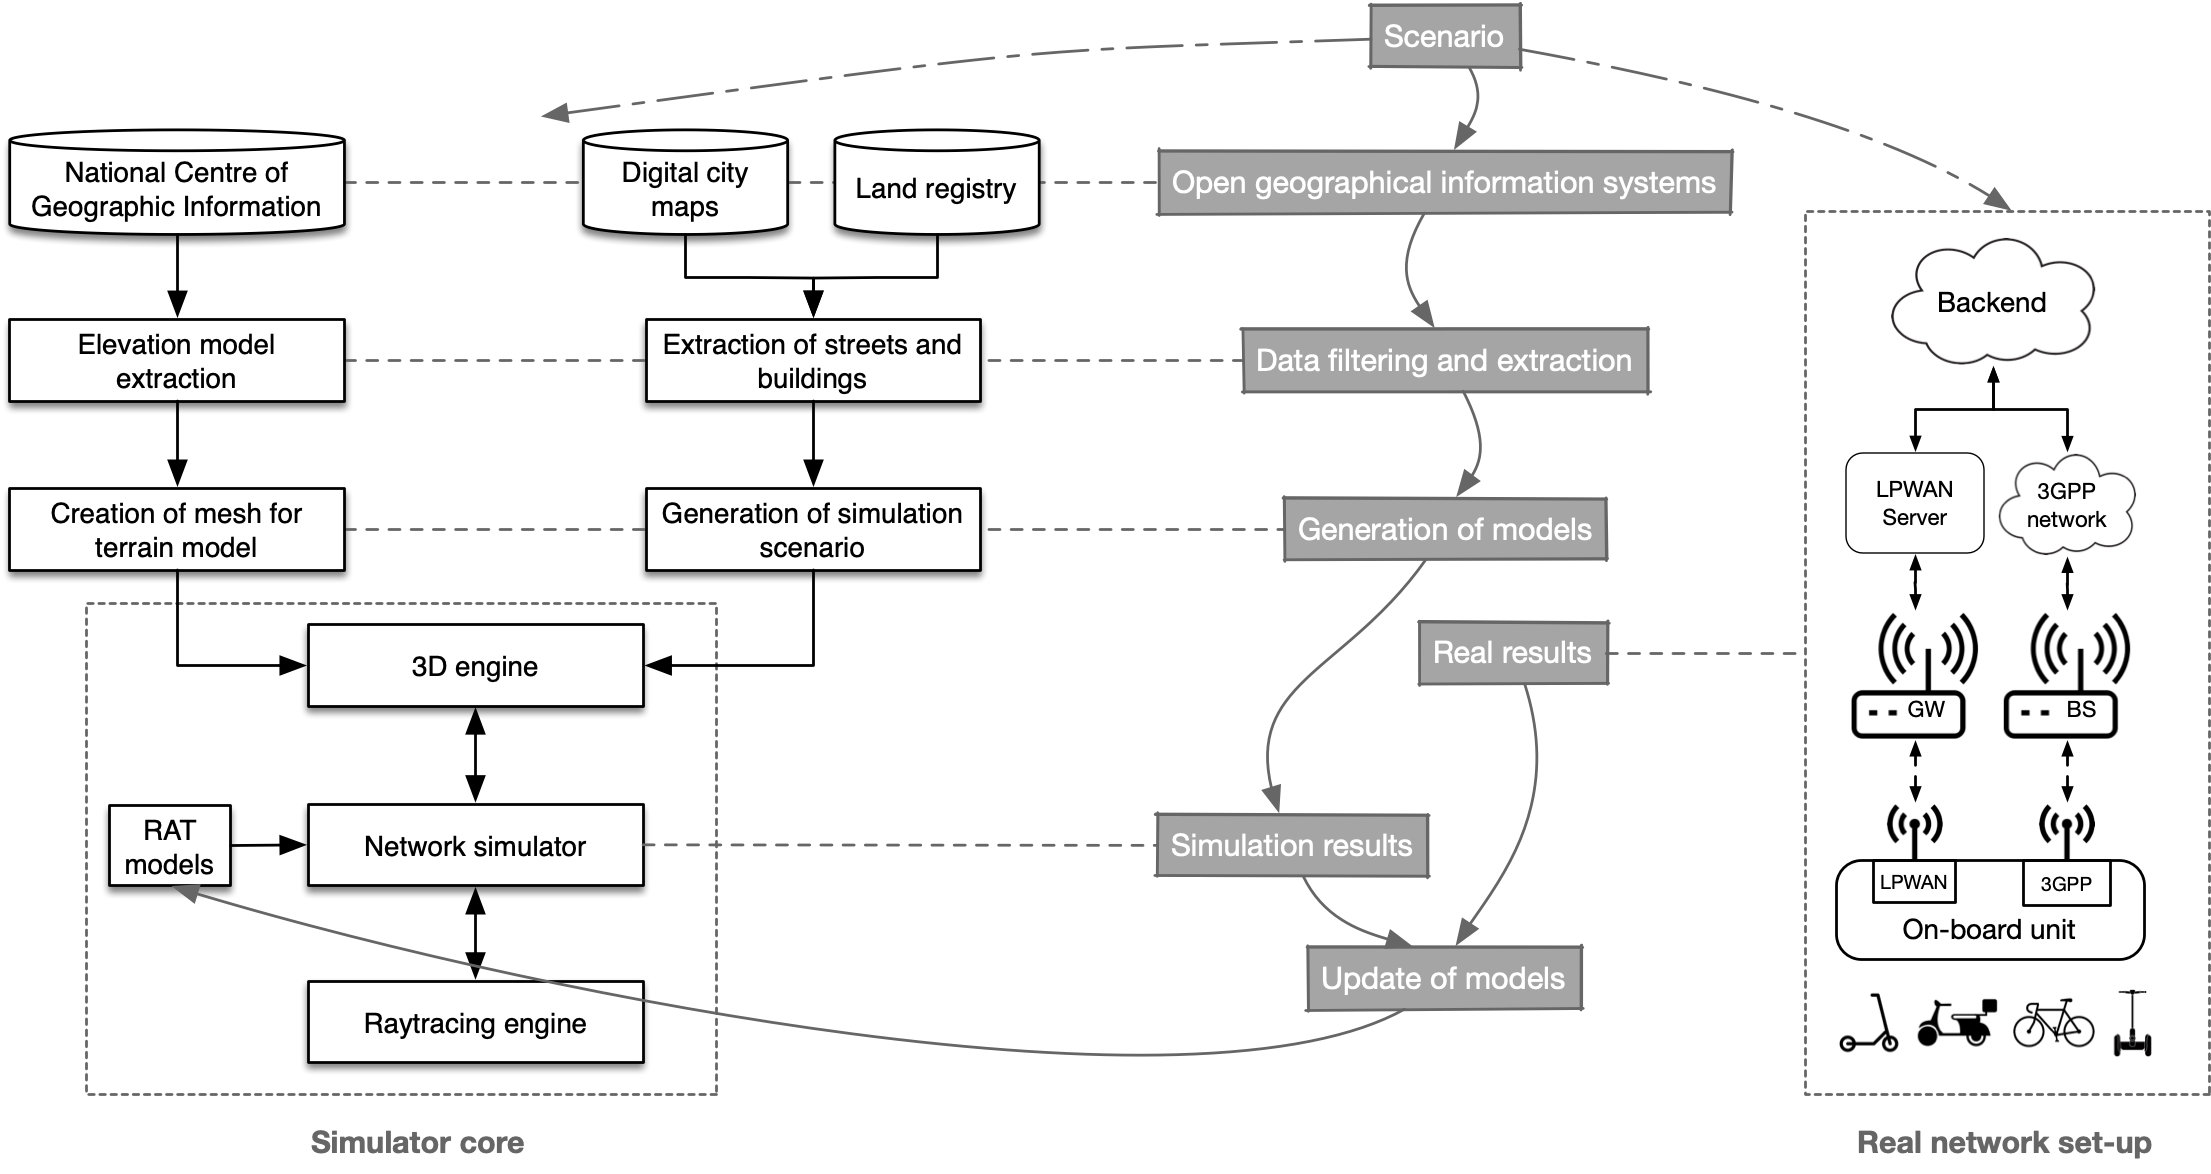 Scenario
National Centre of
Geographic Information
Digital city
maps
Land registry
Open geographical information systems
Elevation model
extraction
Extraction of streets and
buildings
Data filtering and extraction
Creation of mesh for
terrain model
Generation of simulation
scenario
Generation of models
3D engine
Real results
RAT
models
Network simulator
Simulation results
Raytracing engine
Update of models
Simulator core
Backend
LPWAN
Server
3GPP
network
GW
BS
LPWAN
3GPP
On-board unit
Real network set-up